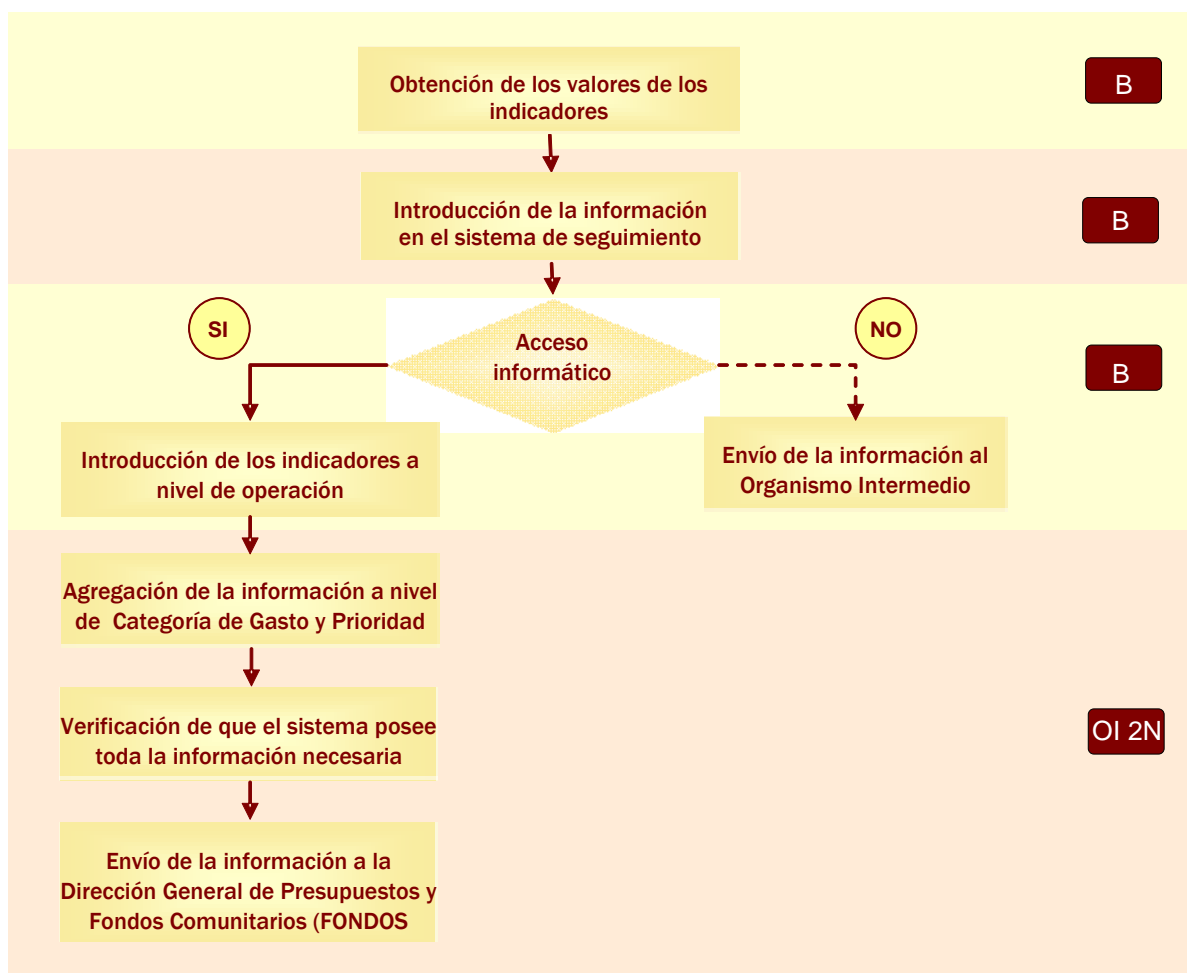 Obtención de los valores de los
indicadores
B
Introducción de la información
en el sistema de seguimiento
B
SI
Acceso
informático
NO
B
Introducción de los indicadores a
nivel de operación
Envío de la información al
Organismo Intermedio
Agregación de la información a nivel
de Categoría de Gasto y Prioridad
Verificación de que el sistema posee
toda la información necesaria
OI 2N
Envío de la información a la
Dirección General de Presupuestos y
Fondos Comunitarios (FONDOS